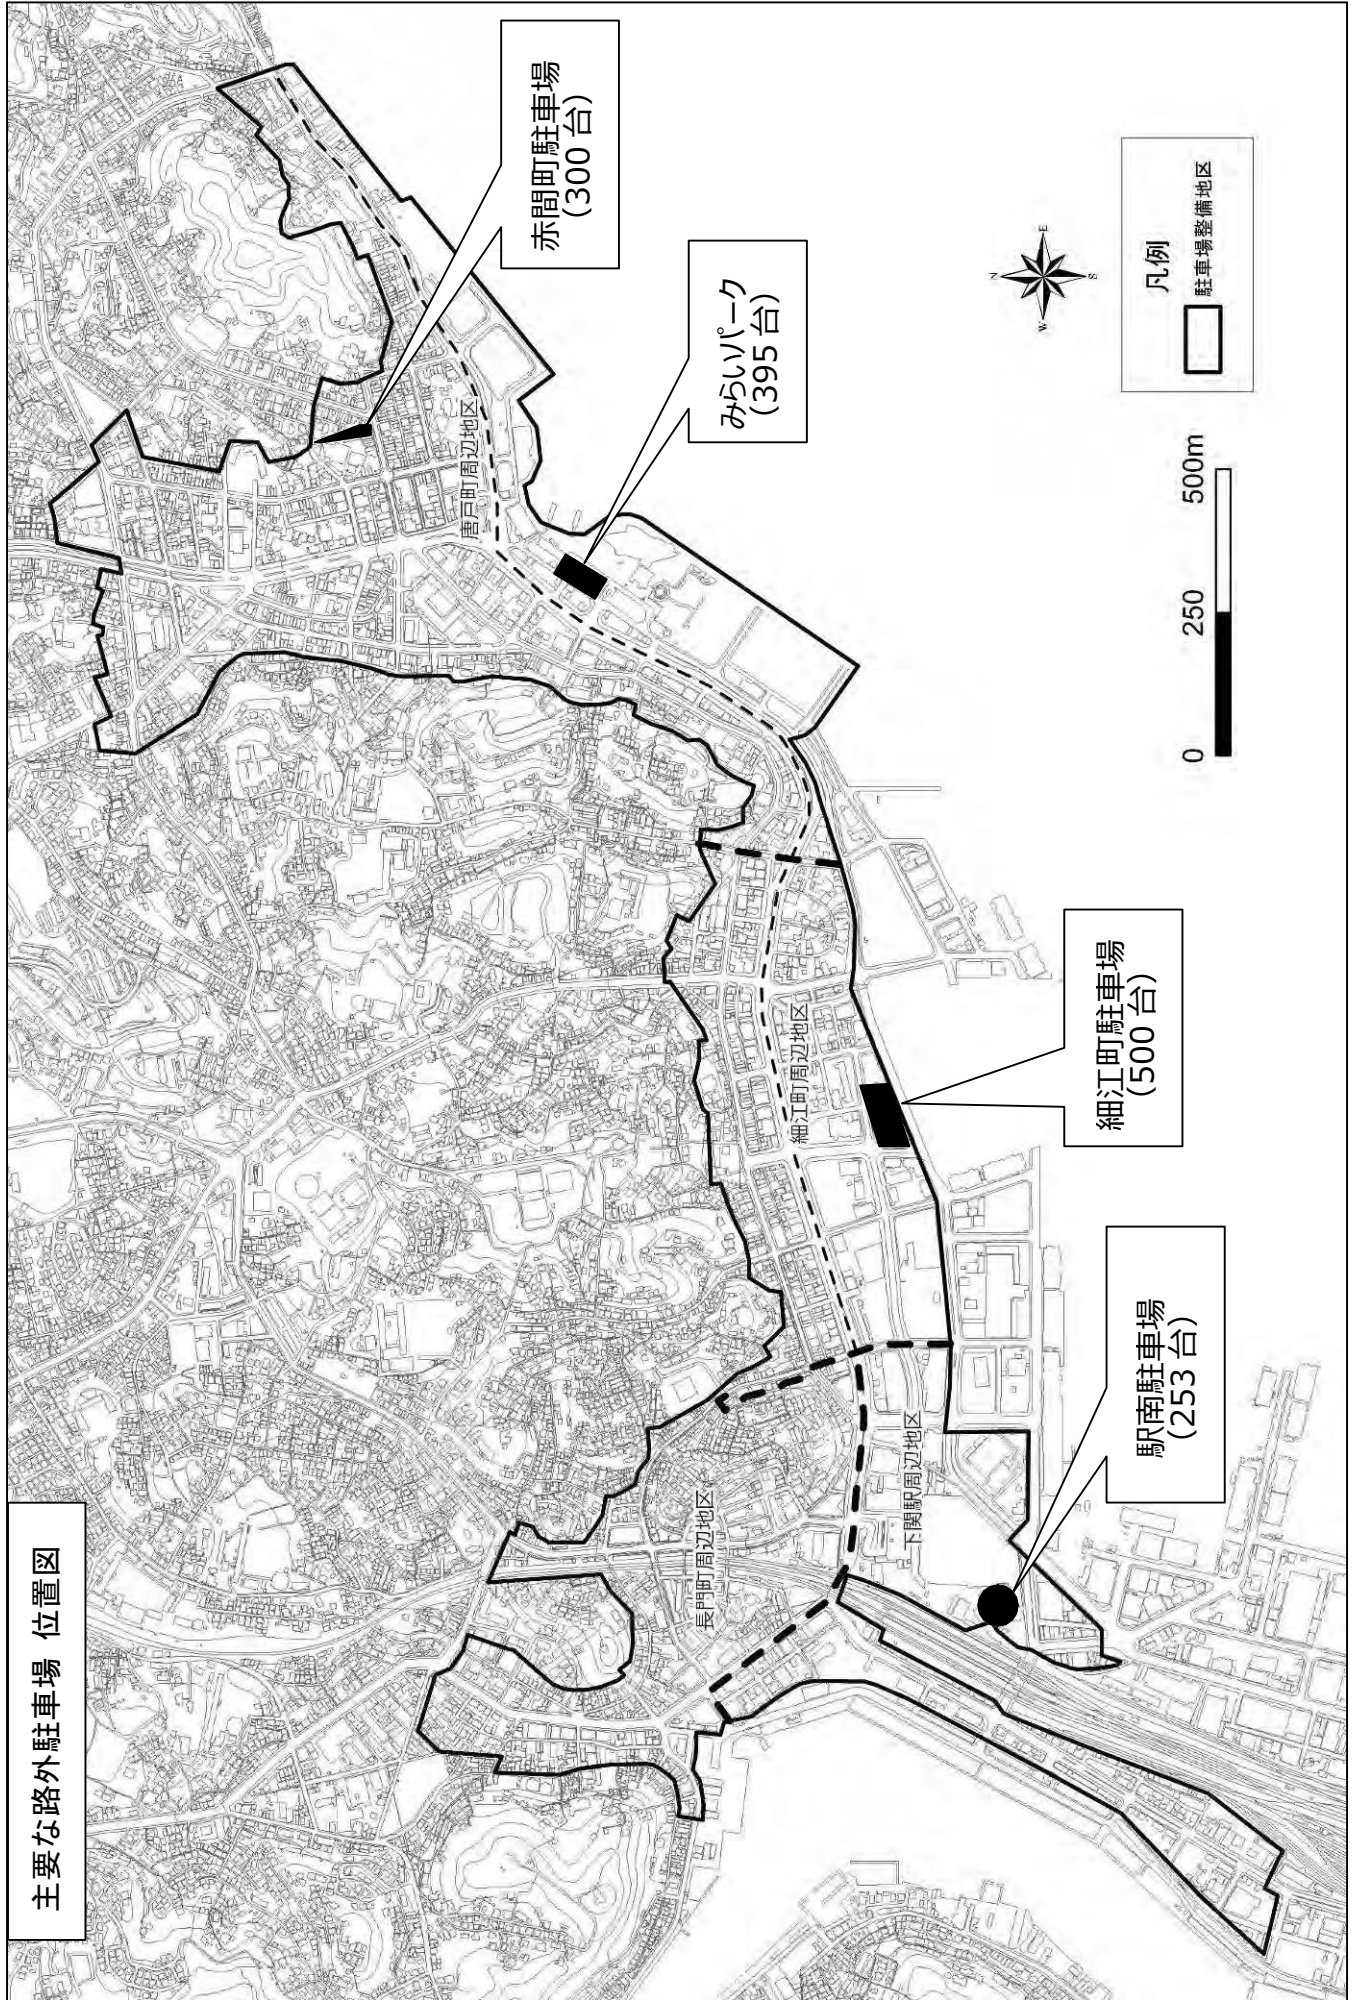 主要な路外駐車場 位置図
赤間町駐車場
(300 台)
みらいパーク
(395 台)
細江町駐車場
(500 台)
駅南駐車場
(253 台)
唐戸町周辺地区
細江町周辺地区
下関駅周辺地区
長門町周辺地区
N
W
E
S
凡例
駐車場整備地区
0 250 500m